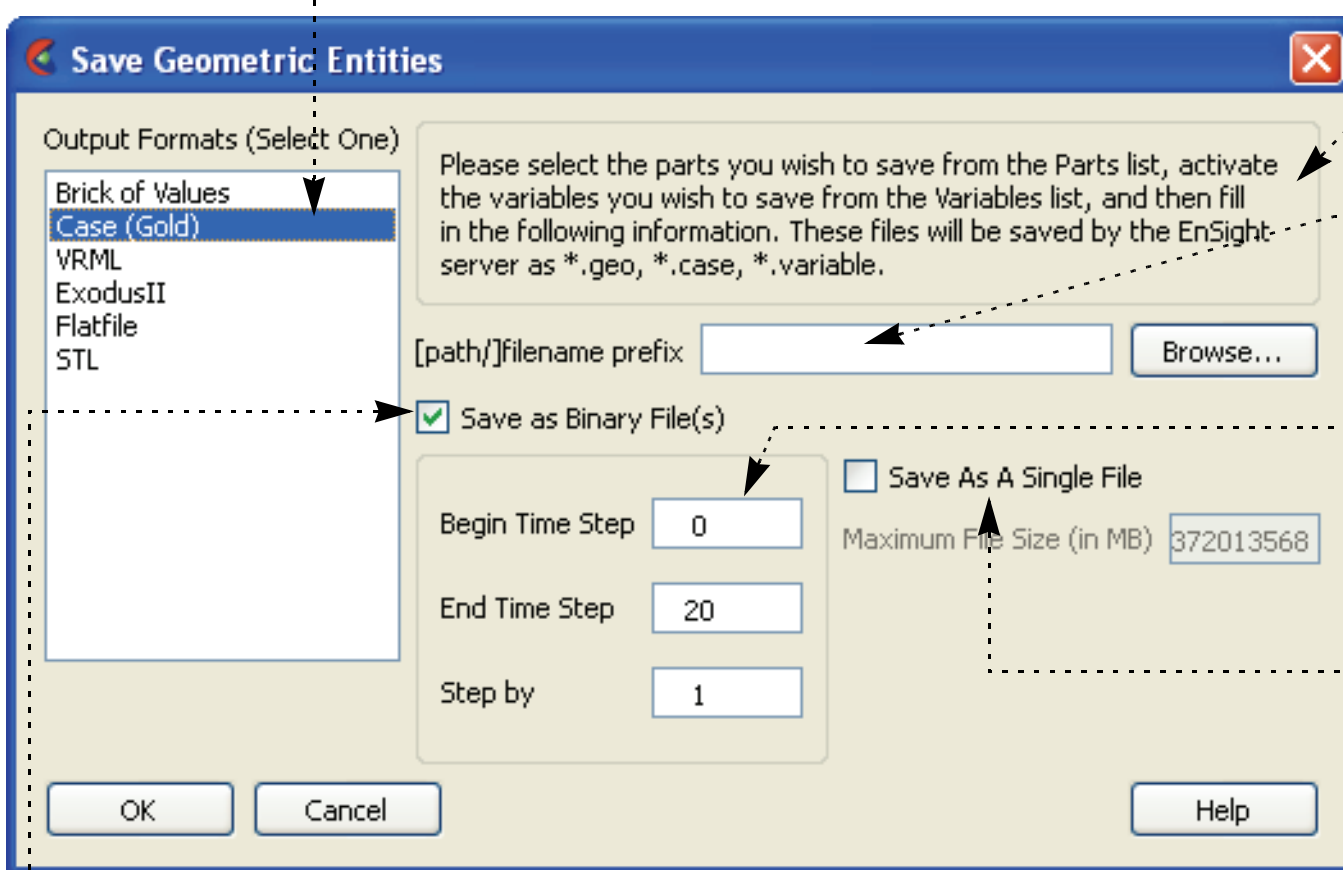 Save Geometric Entities
Output Formats (Select One)
Brick of Values
Case (Gold)
VRML
ExodusII
Flatfile
STL
Please select the parts you wish to save from the Parts list, activate
the variables you wish to save from the Variables list, and then fill
in the following information. These files will be saved by the EnSight
server as *.geo, *.case, *.variable.
[path/]filename prefix
Browse...
Save as Binary File(s)
Begin Time Step 0
End Time Step 20
Step by 1
Save As A Single File
Maximum File Size (in MB) 372013568
OK
Cancel
Help